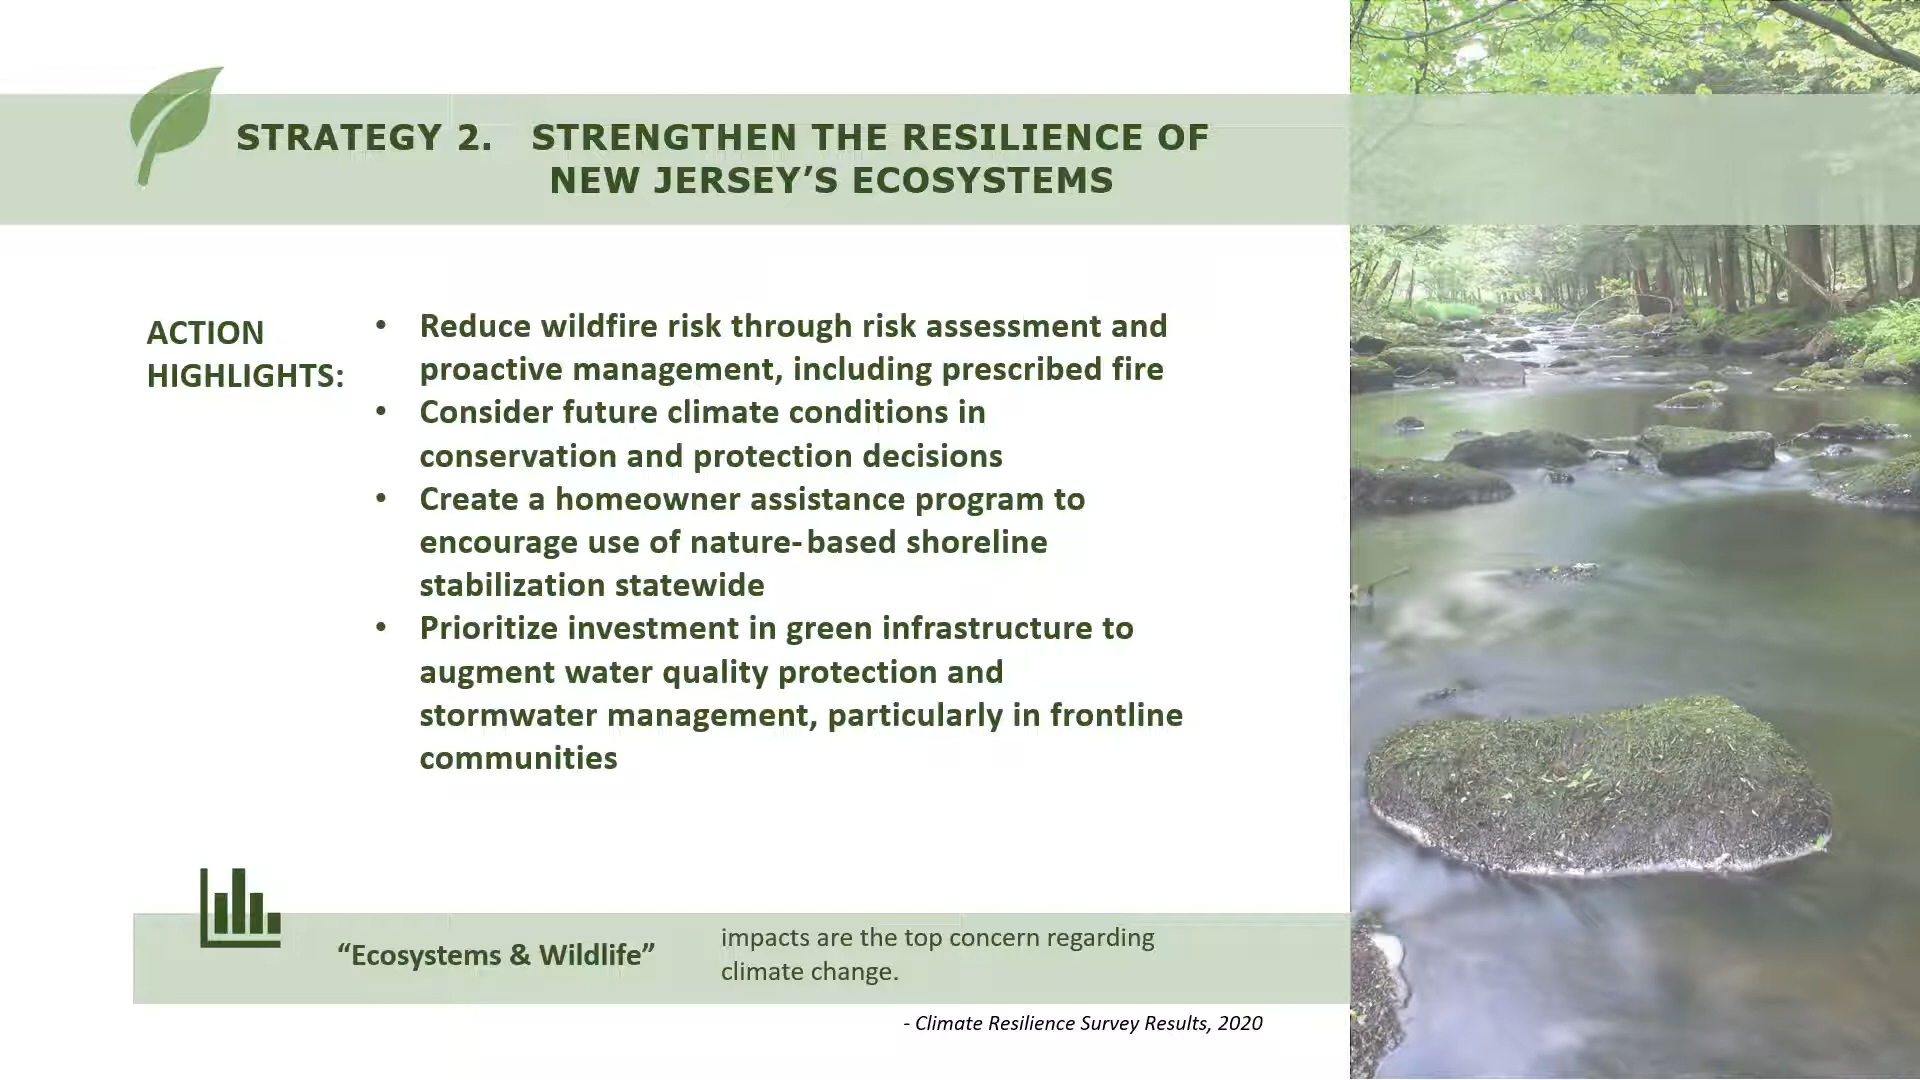 STRATEGY 2. STRENGTHEN THE RESILIENCE OF
NEW JERSEY’S ECOSYSTEMS
ACTION
HIGHLIGHTS:
• Reduce wildfire risk through risk assessment and
proactive management, including prescribed fire
• Consider future climate conditions in
conservation and protection decisions
• Create a homeowner assistance program to
encourage use of nature-based shoreline
stabilization statewide
• Prioritize investment in green infrastructure to
augment water quality protection and
stormwater management, particularly in frontline
communities
“Ecosystems & Wildlife”
impacts are the top concern regarding
climate change.
- Climate Resilience Survey Results, 2020